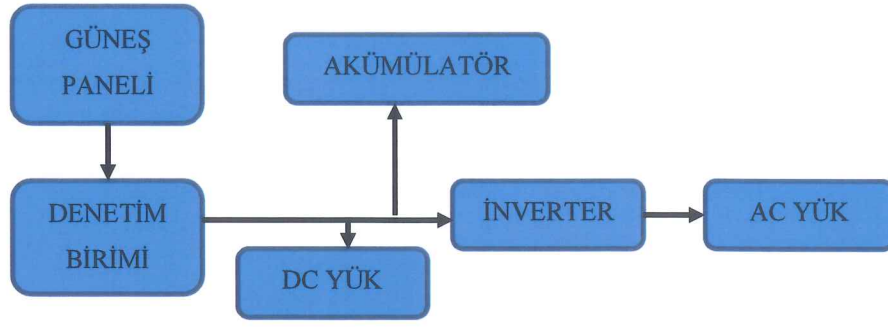 GÜNEŞ
PANELİ
AKÜMÜLATÖR
DENETİM
BİRİMİ
İNVERTER
AC YÜK
DC YÜK